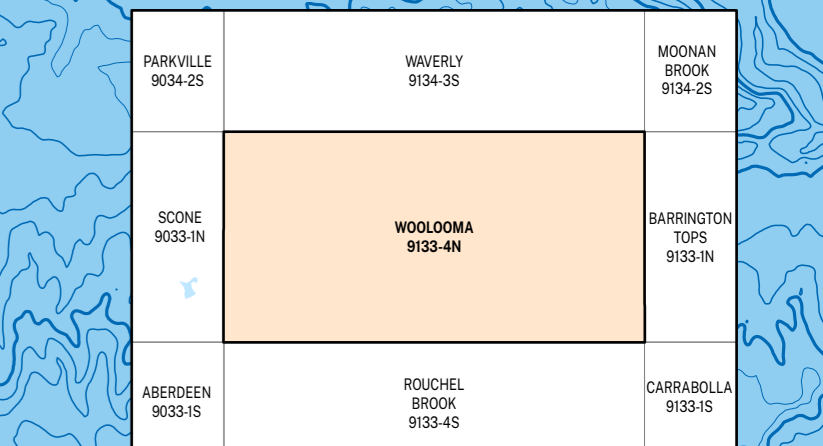 PARKVILLE
9034-2S
WAVERLY
9134-3S
MOONAN
BROOK
9134-2S
SCONE
9033-1N
WOOLOOMA
9133-4N
BARRINGTON
TOPS
9133-1N
ABERDEEN
9033-1S
ROUCHEL
BROOK
9133-4S
CARRABOLLA
9133-1S